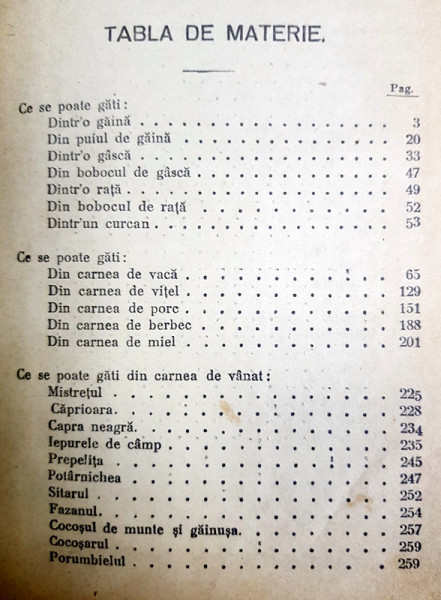 TABLA DE MATERIE.
Pag.
Ce se poate găti:
Dintr'o găină . . . . . . . . . . . . 3
Din puiul de găină . . . . . . . . . . 20
Dintr'o gâscă . . . . . . . . . . . . 33
Din bobocul de gâscă . . . . . . . . . 47
Dintr'o rață . . . . . . . . . . . . . 49
Din bobocul de rață . . . . . . . . . 52
Dintr'un curcan . . . . . . . . . . . 53
Ce se poate găti:
Din carnea de vacă . . . . . . . . . . 65
Din carnea de vițel . . . . . . . . . 129
Din carnea de porc . . . . . . . . . . 151
Din carnea de berbec . . . . . . . . . 188
Din carnea de miel . . . . . . . . . . 201
Ce se poate găti din carnea de vânat:
Mistrețul . . . . . . . . . . . . . 225
Căprioara. . . . . . . . . . . . . 228
Capra neagră. . . . . . . . . . . . 234
Iepurele de câmp . . . . . . . . . . 235
Prepelița . . . . . . . . . . . . . 245
Potârnichea . . . . . . . . . . . . 247
Sitarul . . . . . . . . . . . . . . 252
Fazanul. . . . . . . . . . . . . . 254
Cocoșul de munte și găinușa. . . . . . . 257
Cocoșarul . . . . . . . . . . . . . 259
Porumbielul . . . . . . . . . . . . 259